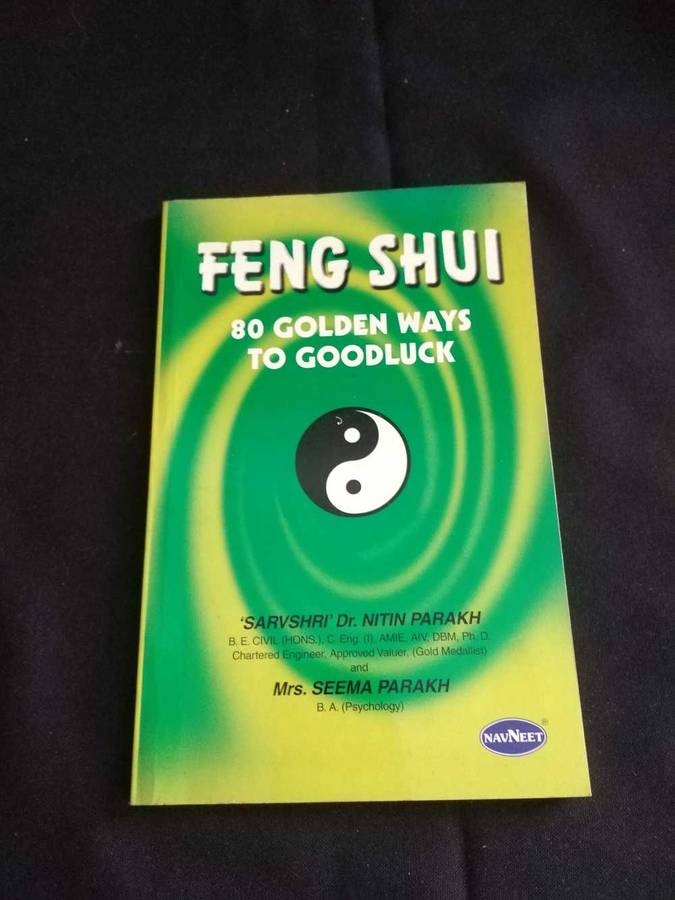 FENG SHUI
80 GOLDEN WAYS
TO GOODLUCK
'SARVSHRI' Dr. NITIN PARAKH
B. E. CIVIL (HONS.), C. Eng. (I), AMIE, AIV, DBM, Ph. D.
Chartered Engineer, Approved Valuer, (Gold Medallist)
and
Mrs. SEEMA PARAKH
B. A. (Psychology)
NAVNEET®